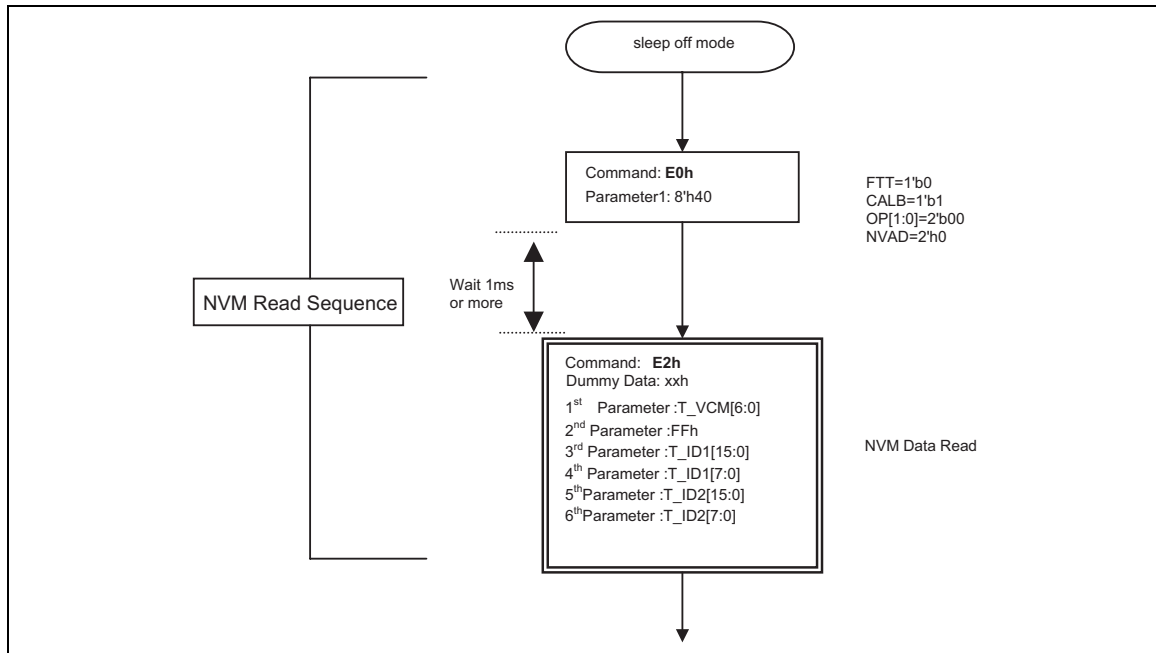 sleep off mode
Command: E0h
Parameter1: 8'h40
FTT=1'b0
CALB=1'b1
OP[1:0]=2'b00
NVAD=2'h0
Wait 1ms
or more
NVM Read Sequence
Command: E2h
Dummy Data: xxh
1st Parameter :T_VCM[6:0]
2nd Parameter :FFh
3rd Parameter :T_ID1[15:0]
4th Parameter :T_ID1[7:0]
5thParameter :T_ID2[15:0]
6thParameter :T_ID2[7:0]
NVM Data Read